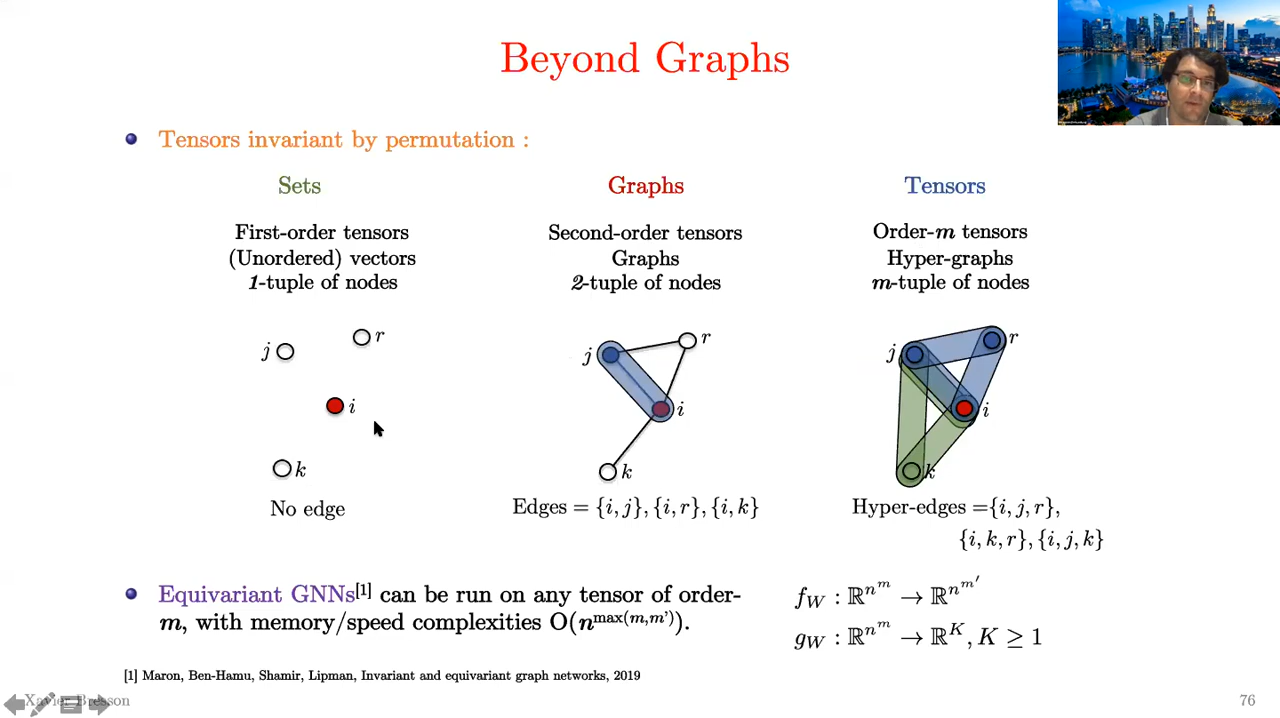 Beyond Graphs
Tensors invariant by permutation :
Sets
First-order tensors
(Unordered) vectors
1-tuple of nodes
j
r
i
k
No edge
Graphs
Second-order tensors
Graphs
2-tuple of nodes
j
r
i
k
Edges = {i, j}, {i, r}, {i, k}
Tensors
Order-m tensors
Hyper-graphs
m-tuple of nodes
j
r
i
k
Hyper-edges ={i, j, r},
{i, k, r}, {i, j, k}
Equivariant GNNs[1] can be run on any tensor of order-
m, with memory/speed complexities O(n^max(m,m')).
f_W : ℝ^{n^m} → ℝ^{n^{m'}}
g_W : ℝ^{n^m} → ℝ^K, K ≥ 1
[1] Maron, Ben-Hamu, Shamir, Lipman, Invariant and equivariant graph networks, 2019
Xavier Bresson
76